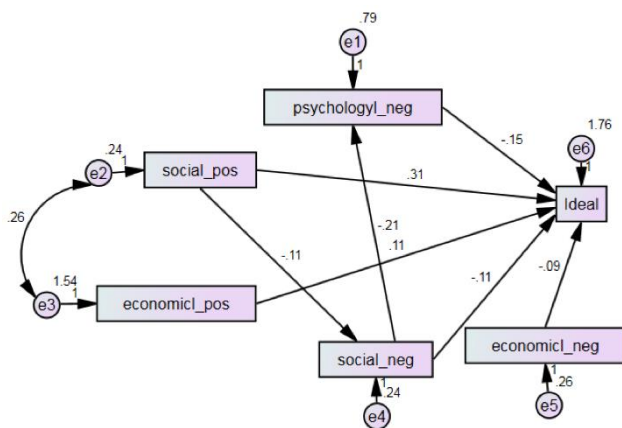 .79
e1
1
psychologyl_neg
1.76
-.15
e6
1
.24
e2
1
social_pos
.31
Ideal
.26
-.21
.11
-.11
1.54
e3
1
economicl_pos
-.11
-.09
social_neg
economicl_neg
1
.24
e4
1
.26
e5